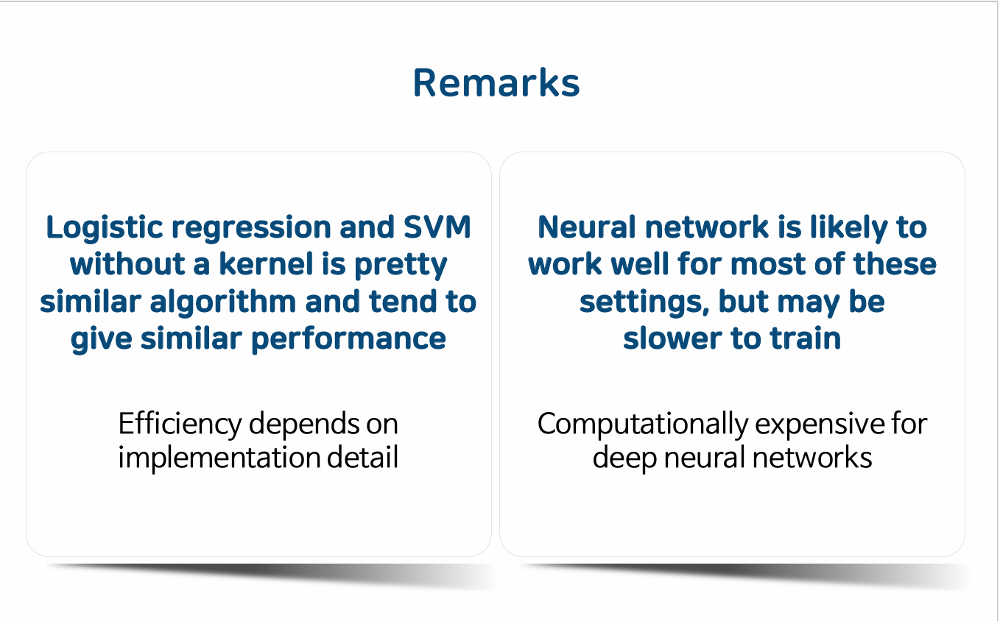 Remarks
Logistic regression and SVM
without a kernel is pretty
similar algorithm and tend to
give similar performance
Efficiency depends on
implementation detail
Neural network is likely to
work well for most of these
settings, but may be
slower to train
Computationally expensive for
deep neural networks